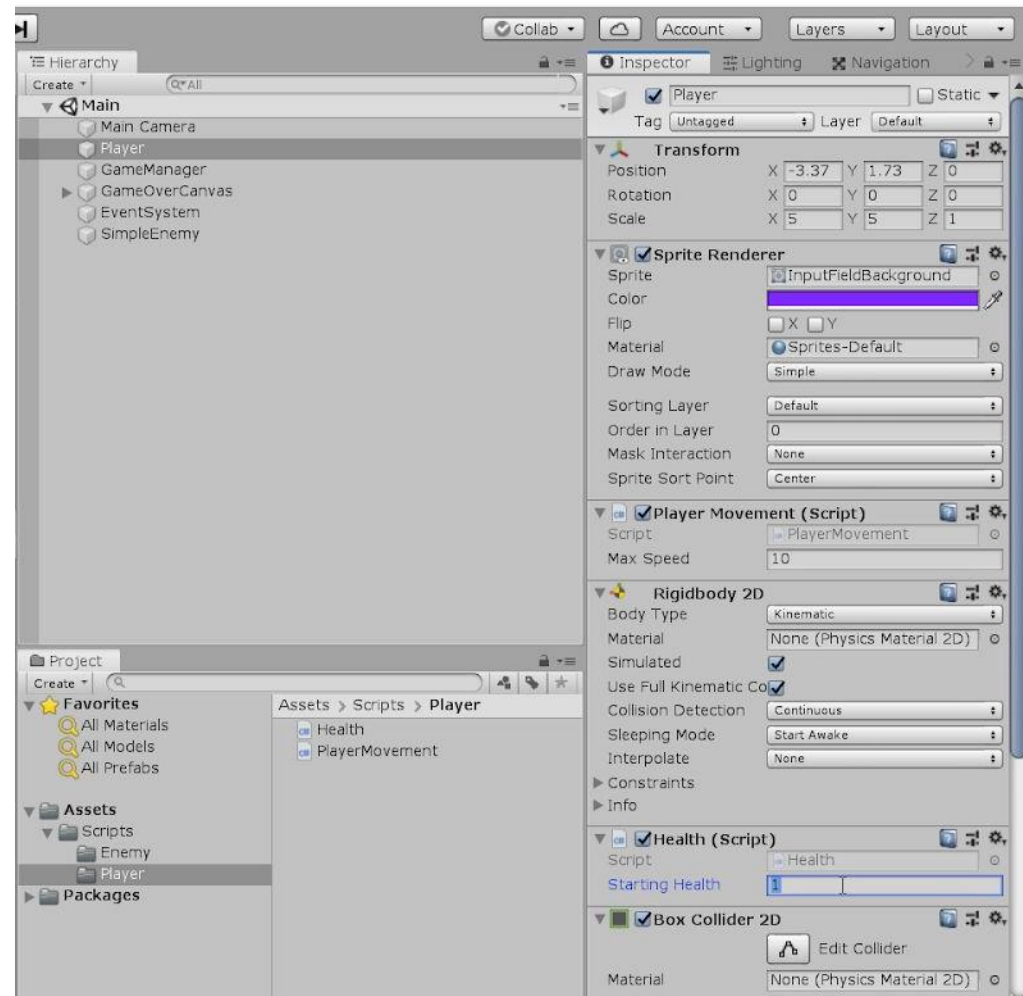 Collab Account Layers Layout
Hierarchy
Create All
Main
Main Camera
Player
GameManager
GameOverCanvas
EventSystem
SimpleEnemy
Project
Create
Favorites
All Materials
All Models
All Prefabs
Assets
Scripts
Enemy
Player
Packages
Assets > Scripts > Player
Health
PlayerMovement
Inspector Lighting Navigation
Player Static
Tag Untagged Layer Default
Transform
Position X -3.37 Y 1.73 Z 0
Rotation X 0 Y 0 Z 0
Scale X 5 Y 5 Z 1
Sprite Renderer
Sprite InputFieldBackground
Color
Flip X Y
Material Sprites-Default
Draw Mode Simple
Sorting Layer Default
Order in Layer 0
Mask Interaction None
Sprite Sort Point Center
Player Movement (Script)
Script PlayerMovement
Max Speed 10
Rigidbody 2D
Body Type Kinematic
Material None (Physics Material 2D)
Simulated
Use Full Kinematic Co
Collision Detection Continuous
Sleeping Mode Start Awake
Interpolate None
Constraints
Info
Health (Script)
Script Health
Starting Health 1
Box Collider 2D
Edit Collider
Material None (Physics Material 2D)